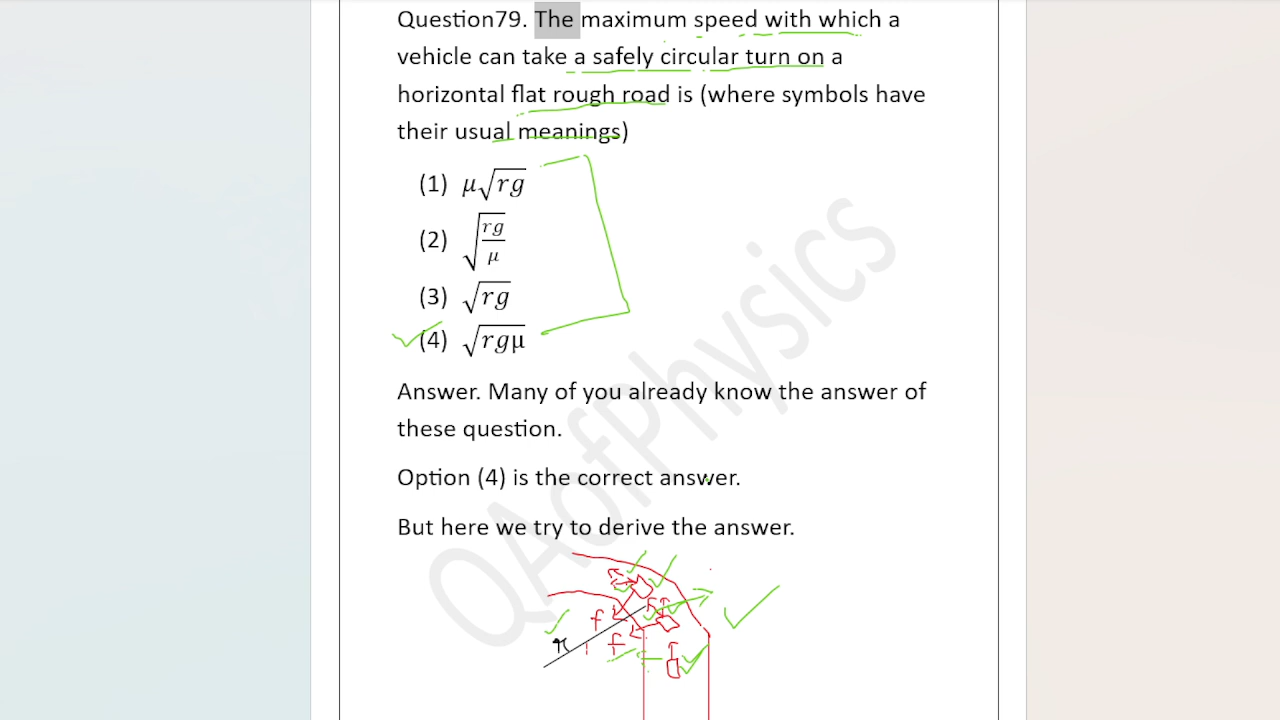 Question79. The maximum speed with which a
vehicle can take a safely circular turn on a
horizontal flat rough road is (where symbols have
their usual meanings)
(1) μ√rg
(2) √(rg/μ)
(3) √rg
(4) √rgμ
Answer. Many of you already know the answer of
these question.
Option (4) is the correct answer.
But here we try to derive the answer.
f
f
r
QAofPhysics